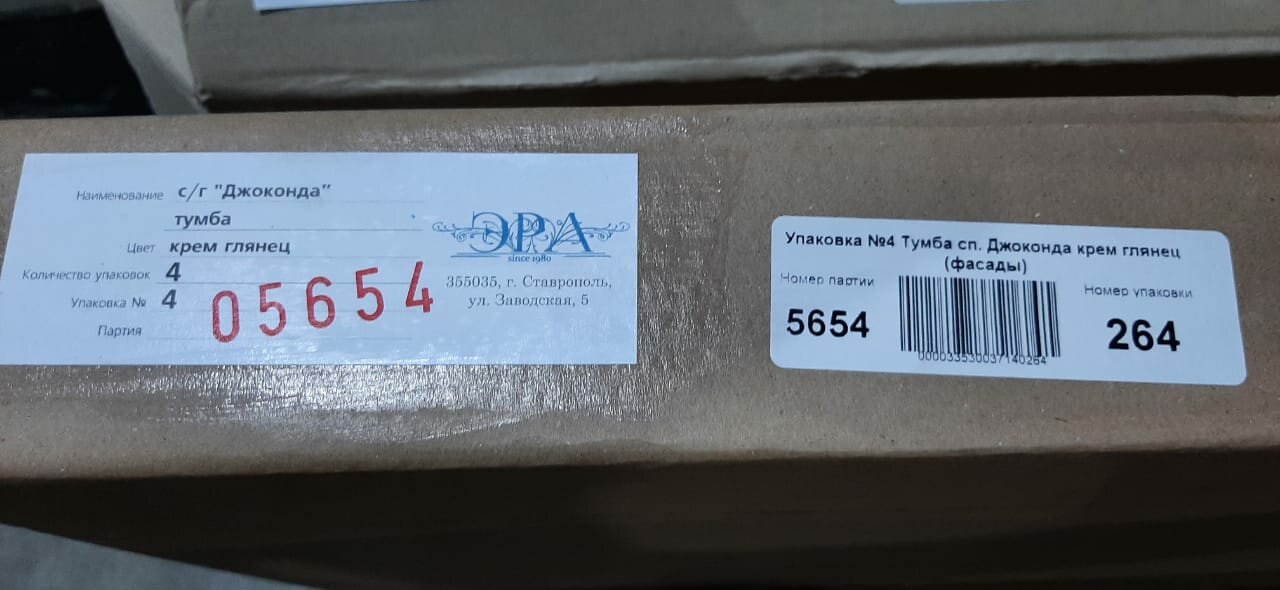 Наименование с/г "Джоконда"
тумба
Цвет крем глянец
Количество упаковок 4
Упаковка № 4
Партия 05654
ЭРА
since 1980
355035, г. Ставрополь,
ул. Заводская, 5
Упаковка №4 Тумба сп. Джоконда крем глянец
(фасады)
Номер партии
5654
000033530037140264
Номер упаковки
264